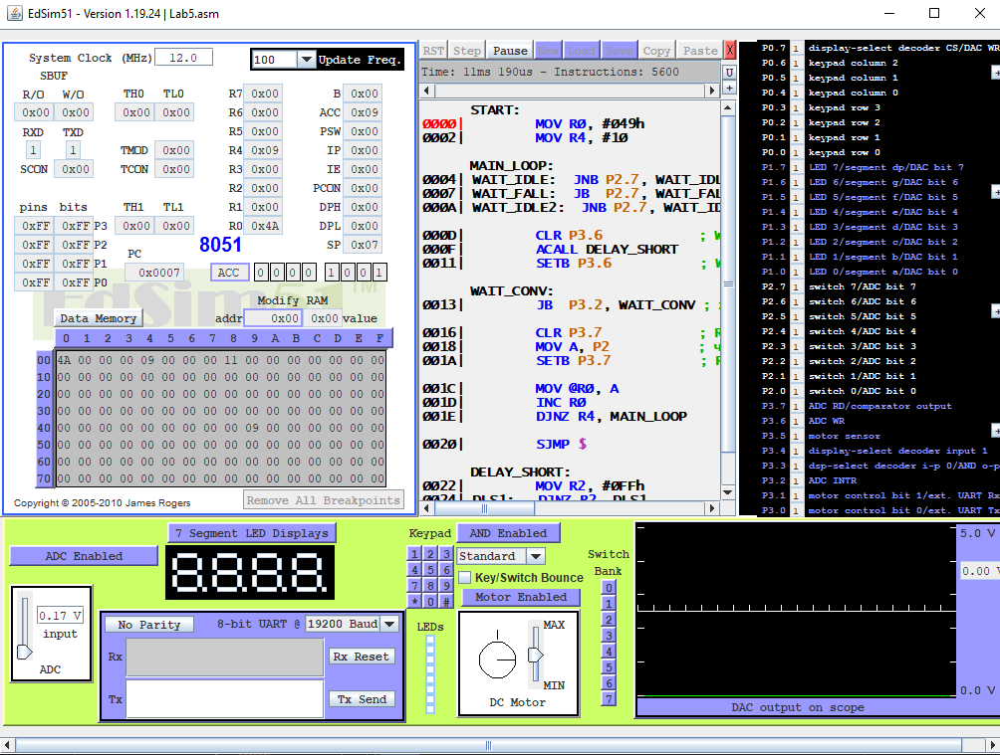 EdSim51 - Version 1.19.24 | Lab5.asm
System Clock (MHz) 12.0
100 Update Freq.
SBUF
R/O W/O TH0 TL0 R7 0x00 B 0x00
0x00 0x00 0x00 0x00 R6 0x00 ACC 0x09
RXD TXD R5 0x00 PSW 0x00
1 1 TMOD 0x00 R4 0x09 IP 0x00
SCON 0x00 TCON 0x00 R3 0x00 IE 0x00
R2 0x00 PCON 0x00
pins bits TH1 TL1 R1 0x00 DPH 0x00
0xFF 0xFF P3 0x00 0x00 R0 0x4A DPL 0x00
0xFF 0xFF P2 8051 SP 0x07
0xFF 0xFF P1 PC
0x0007 ACC 0 0 0 0 1 0 0 1
0xFF 0xFF P0
EdSim51 TM
Modify RAM
Data Memory addr 0x00 0x00 value
0 1 2 3 4 5 6 7 8 9 A B C D E F
00 4A 00 00 00 09 00 00 00 11 00 00 00 00 00 00 00
10 00 00 00 00 00 00 00 00 00 00 00 00 00 00 00 00
20 00 00 00 00 00 00 00 00 00 00 00 00 00 00 00 00
30 00 00 00 00 00 00 00 00 00 00 00 00 00 00 00 00
40 00 00 00 00 00 00 00 00 00 09 00 00 00 00 00 00
50 00 00 00 00 00 00 00 00 00 00 00 00 00 00 00 00
60 00 00 00 00 00 00 00 00 00 00 00 00 00 00 00 00
70 00 00 00 00 00 00 00 00 00 00 00 00 00 00 00 00
Copyright © 2005-2010 James Rogers Remove All Breakpoints
RST Step Pause New Load Save Copy Paste X
Time: 11ms 190us - Instructions: 5600 U
+
START:
0000| MOV R0, #049h
0002| MOV R4, #10
MAIN_LOOP:
0004| WAIT_IDLE: JNB P2.7, WAIT_IDL
0007| WAIT_FALL: JB P2.7, WAIT_FAL
000A| WAIT_IDLE2: JNB P2.7, WAIT_ID
000D| CLR P3.6 ; W
000F| ACALL DELAY_SHORT
0011| SETB P3.6 ; W
WAIT_CONV:
0013| JB P3.2, WAIT_CONV ;
0016| CLR P3.7 ; R
0018| MOV A, P2 ;
001A| SETB P3.7 ; R
001C| MOV @R0, A
001D| INC R0
001E| DJNZ R4, MAIN_LOOP
0020| SJMP $
DELAY_SHORT:
0022| MOV R2, #0FFh
0024| DLS1: DJNZ R2, DLS1
P0.7 1 display-select decoder CS/DAC WR
P0.6 1 keypad column 2
P0.5 1 keypad column 1
P0.4 1 keypad column 0
P0.3 1 keypad row 3
P0.2 1 keypad row 2
P0.1 1 keypad row 1
P0.0 1 keypad row 0
P1.7 1 LED 7/segment dp/DAC bit 7
P1.6 1 LED 6/segment g/DAC bit 6
P1.5 1 LED 5/segment f/DAC bit 5
P1.4 1 LED 4/segment e/DAC bit 4
P1.3 1 LED 3/segment d/DAC bit 3
P1.2 1 LED 2/segment c/DAC bit 2
P1.1 1 LED 1/segment b/DAC bit 1
P1.0 1 LED 0/segment a/DAC bit 0
P2.7 1 switch 7/ADC bit 7
P2.6 1 switch 6/ADC bit 6
P2.5 1 switch 5/ADC bit 5
P2.4 1 switch 4/ADC bit 4
P2.3 1 switch 3/ADC bit 3
P2.2 1 switch 2/ADC bit 2
P2.1 1 switch 1/ADC bit 1
P2.0 1 switch 0/ADC bit 0
P3.7 1 ADC RD/comparator output
P3.6 1 ADC WR
P3.5 1 motor sensor
P3.4 1 display-select decoder input 1
P3.3 1 dsp-select decoder i-p 0/AND o-p
P3.2 1 ADC INTR
P3.1 1 motor control bit 1/ext. UART Rx
P3.0 1 motor control bit 0/ext. UART Tx
ADC Enabled
0.17 V
input
ADC
7 Segment LED Displays
8.8.8.8.
No Parity 8-bit UART @ 19200 Baud
Rx Rx Reset
Tx Tx Send
Keypad
1 2 3
4 5 6
7 8 9
* 0 #
LEDs
AND Enabled
Standard
Key/Switch Bounce
Motor Enabled
MAX
MIN
DC Motor
Switch
Bank
0
1
2
3
4
5
6
7
5.0 V
0.00 V
0.0 V
DAC output on scope